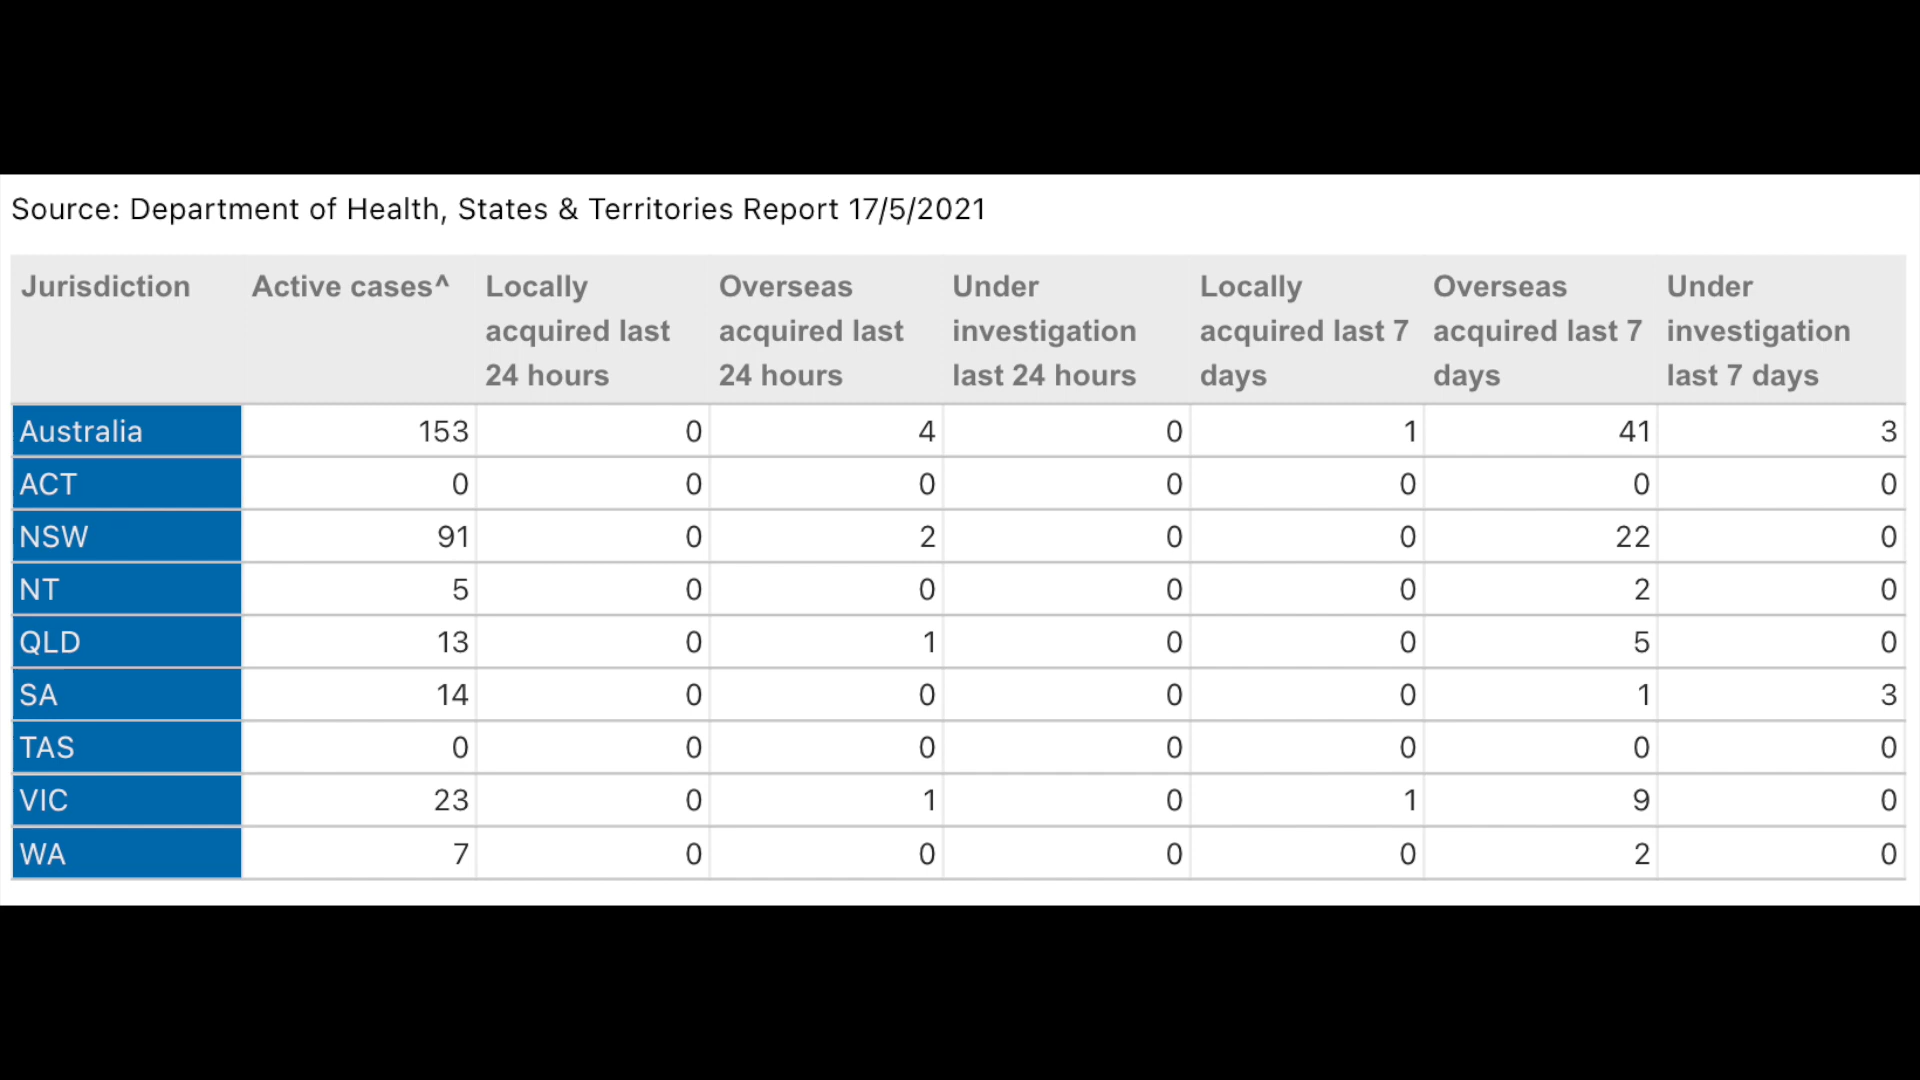 Source: Department of Health, States & Territories Report 17/5/2021
Jurisdiction Active cases^ Locally acquired last 24 hours Overseas acquired last 24 hours Under investigation last 24 hours Locally acquired last 7 days Overseas acquired last 7 days Under investigation last 7 days
Australia 153 0 4 0 1 41 3
ACT 0 0 0 0 0 0 0
NSW 91 0 2 0 0 22 0
NT 5 0 0 0 0 2 0
QLD 13 0 1 0 0 5 0
SA 14 0 0 0 0 1 3
TAS 0 0 0 0 0 0 0
VIC 23 0 1 0 1 9 0
WA 7 0 0 0 0 2 0